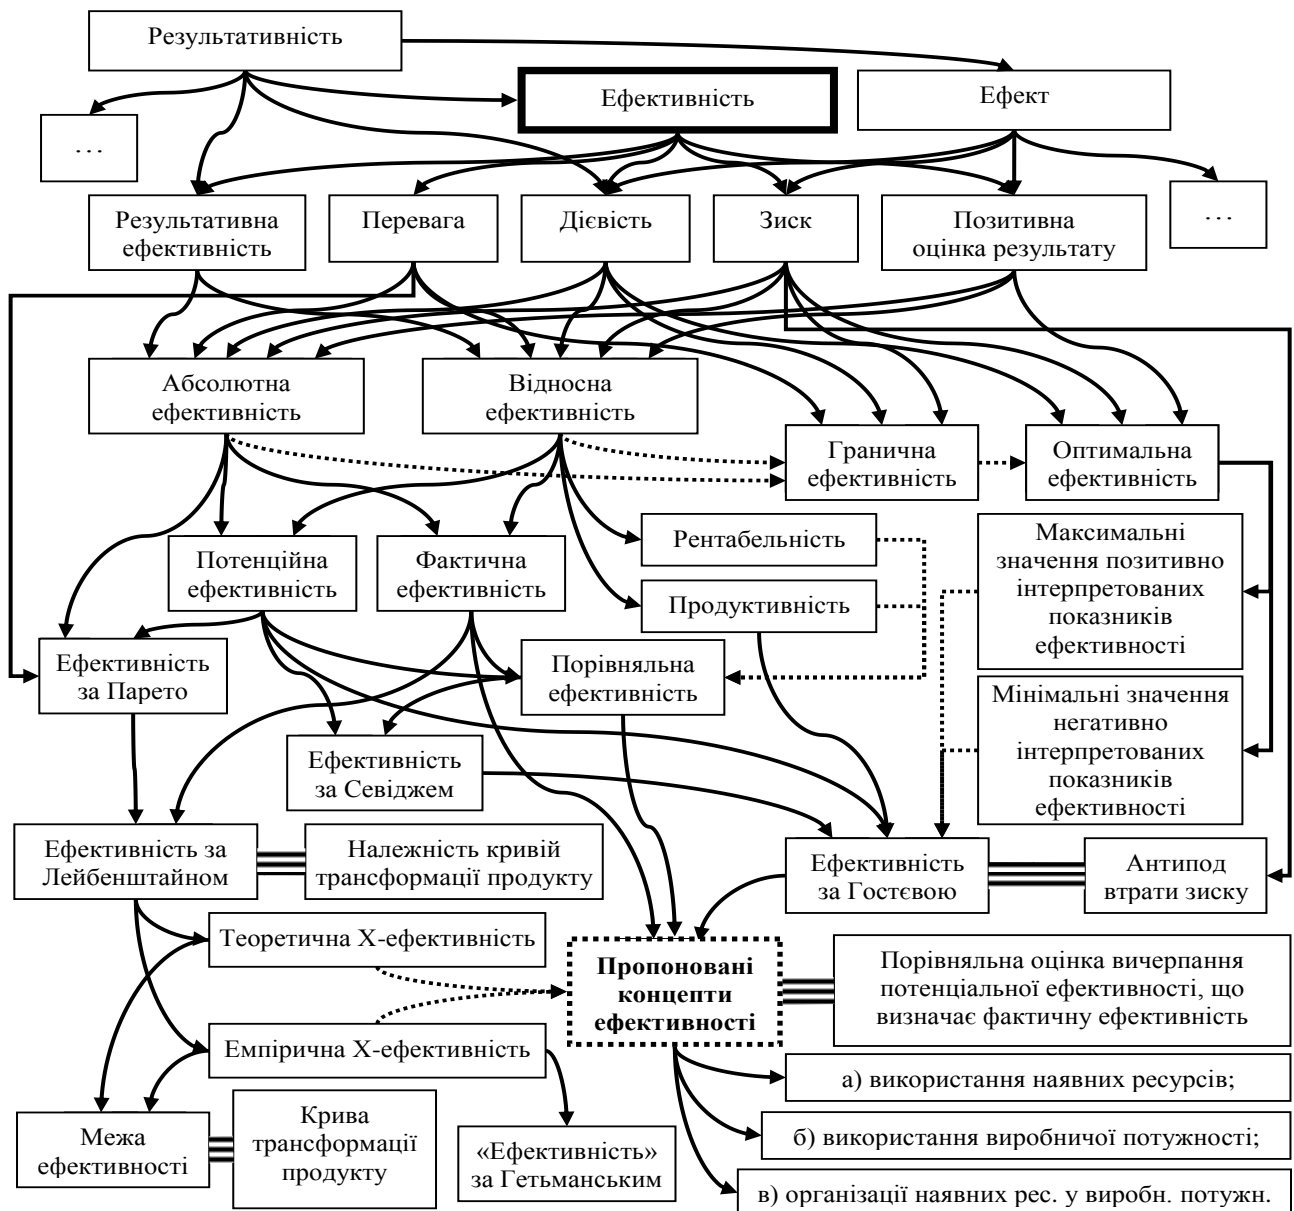 Результативність
Ефективність
Ефект
…
…
Результативна
ефективність
Перевага
Дієвість
Зиск
Позитивна
оцінка результату
Абсолютна
ефективність
Відносна
ефективність
Гранична
ефективність
Оптимальна
ефективність
Потенційна
ефективність
Фактична
ефективність
Рентабельність
Продуктивність
Максимальні
значення позитивно
інтерпретованих
показників
ефективності
Ефективність
за Парето
Порівняльна
ефективність
Мінімальні значення
негативно
інтерпретованих
показників
ефективності
Ефективність
за Севіджем
Ефективність за
Лейбенштайном
Належність кривій
трансформації продукту
Ефективність
за Гостєвою
Антипод
втрати зиску
Теоретична Х-ефективність
Пропоновані
концепти
ефективності
Порівняльна оцінка вичерпання
потенціальної ефективності, що
визначає фактичну ефективність
Емпірична Х-ефективність
а) використання наявних ресурсів;
Межа
ефективності
Крива
трансформації
продукту
«Ефективність»
за Гетьманським
б) використання виробничої потужності;
в) організації наявних рес. у виробн. потужн.